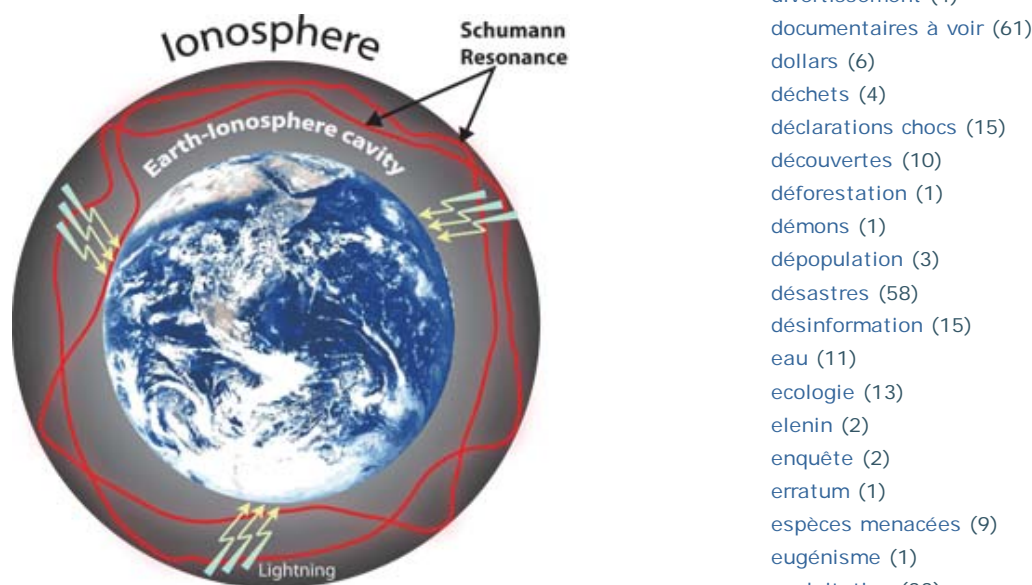 Ionosphere
Schumann
Resonance
Earth-Ionosphere cavity
Lightning
documentaires à voir (61)
dollars (6)
déchets (4)
déclarations chocs (15)
découvertes (10)
déforestation (1)
démons (1)
dépopulation (3)
désastres (58)
désinformation (15)
eau (11)
ecologie (13)
elenin (2)
enquête (2)
erratum (1)
espèces menacées (9)
eugénisme (1)